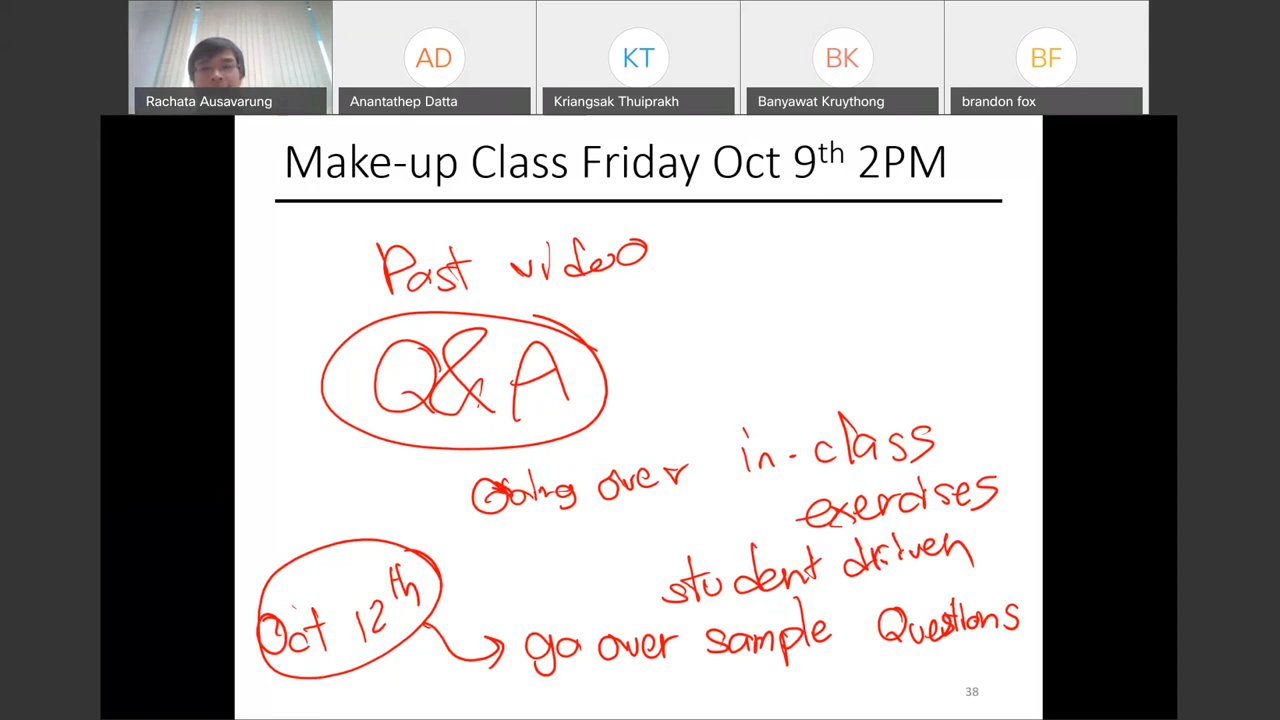 AD
KT
BK
BF
Rachata Ausavarung
Anantathep Datta
Kriangsak Thuiprakh
Banyawat Kruythong
brandon fox
Make-up Class Friday Oct 9th 2PM
Past video
Q&A
Going over in-class
exercises
student driven
Oct 12th
go over sample Questions
38